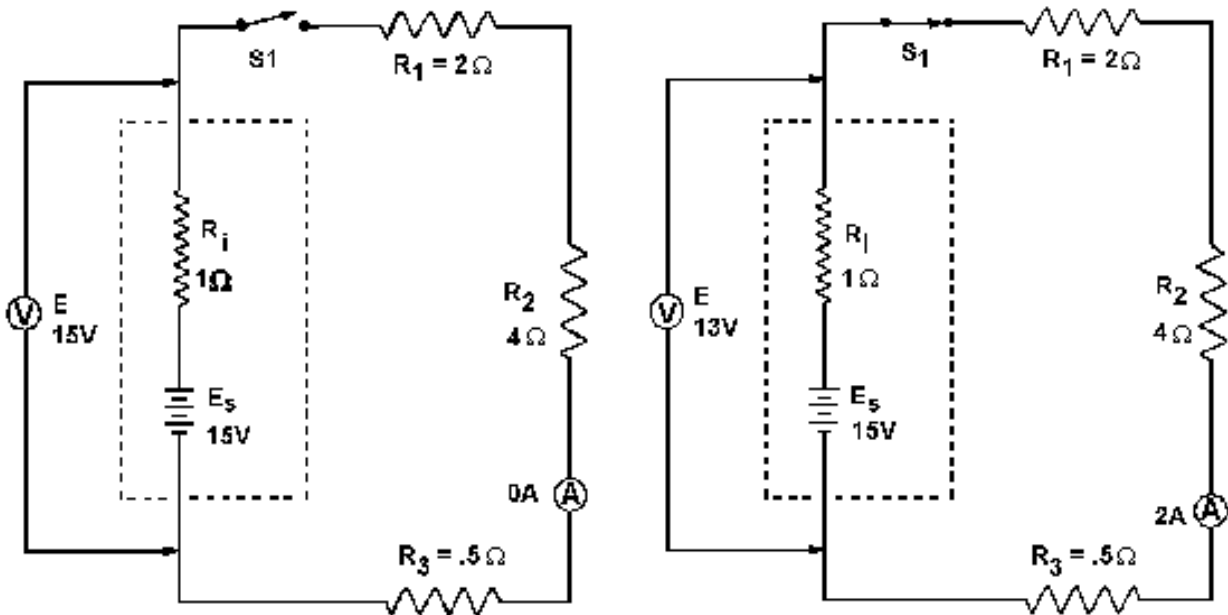 S1
R1 = 2Ω
Ri
1Ω
V
E
15V
R2
4Ω
Es
15V
0A
A
R3 = .5Ω
S1
R1 = 2Ω
RI
1Ω
V
E
13V
R2
4Ω
Es
15V
2A
A
R3 = .5Ω